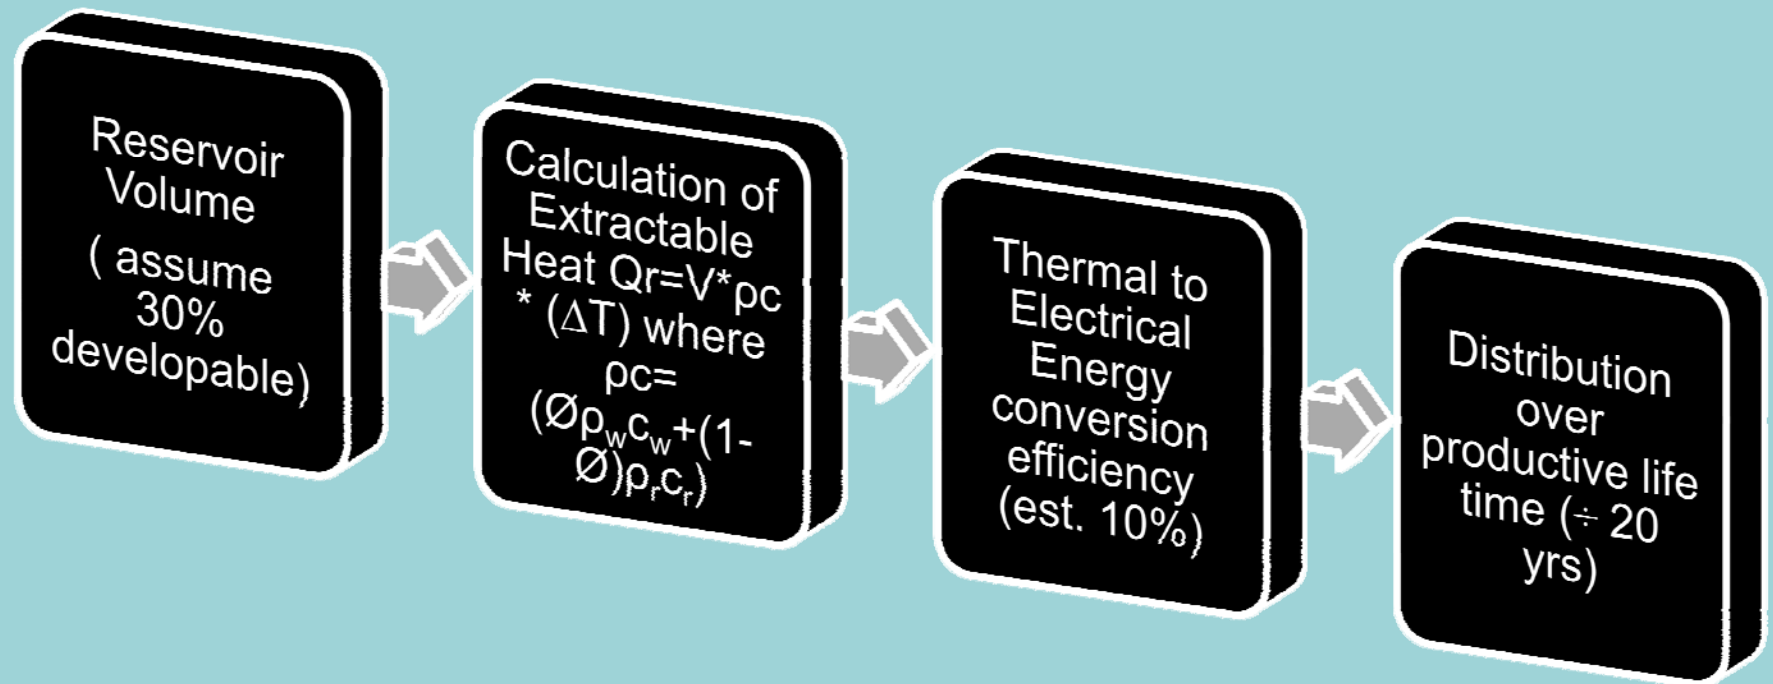 Reservoir
Volume
( assume
30%
developable)
Calculation of
Extractable
Heat Qr=V*ρc
* (ΔT) where
ρc=
(Øρwcw+(1-
Ø)ρrcr)
Thermal to
Electrical
Energy
conversion
efficiency
(est. 10%)
Distribution
over
productive life
time (÷ 20
yrs)